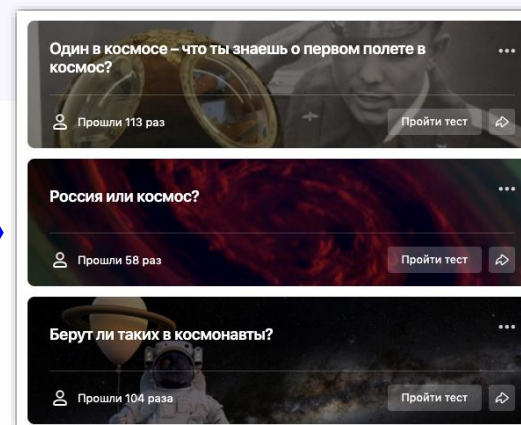 Один в космосе – что ты знаешь о первом полете в
космос?
Прошли 113 раз
Пройти тест
Россия или космос?
Прошли 58 раз
Пройти тест
Берут ли таких в космонавты?
Прошли 104 раза
Пройти тест